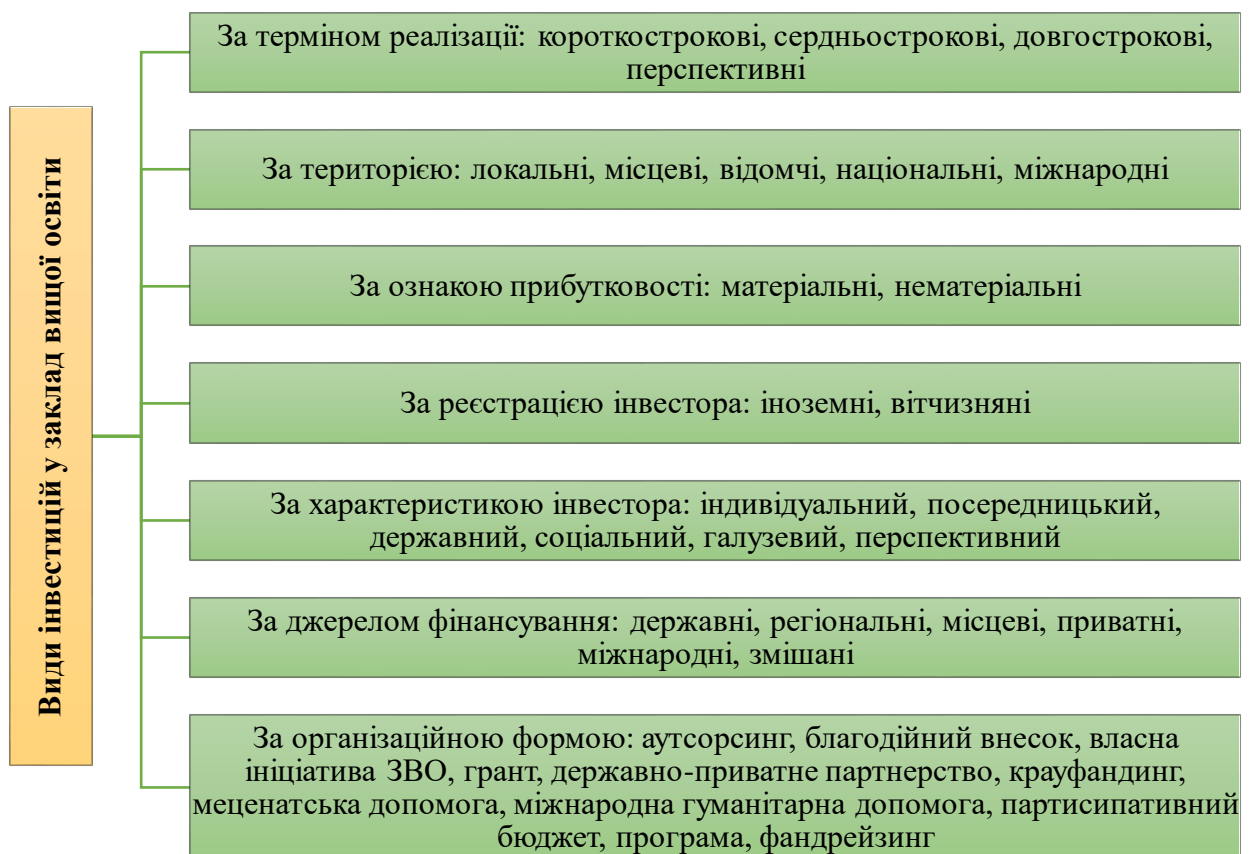 Види інвестицій у заклад вищої освіти
За терміном реалізації: короткострокові, сердньострокові, довгострокові,
перспективні
За територією: локальні, місцеві, відомчі, національні, міжнародні
За ознакою прибутковості: матеріальні, нематеріальні
За реєстрацією інвестора: іноземні, вітчизняні
За характеристикою інвестора: індивідуальний, посередницький,
державний, соціальний, галузевий, перспективний
За джерелом фінансування: державні, регіональні, місцеві, приватні,
міжнародні, змішані
За організаційною формою: аутсорсинг, благодійний внесок, власна
ініціатива ЗВО, грант, державно-приватне партнерство, крауфандинг,
меценатська допомога, міжнародна гуманітарна допомога, партисипативний
бюджет, програма, фандрейзинг